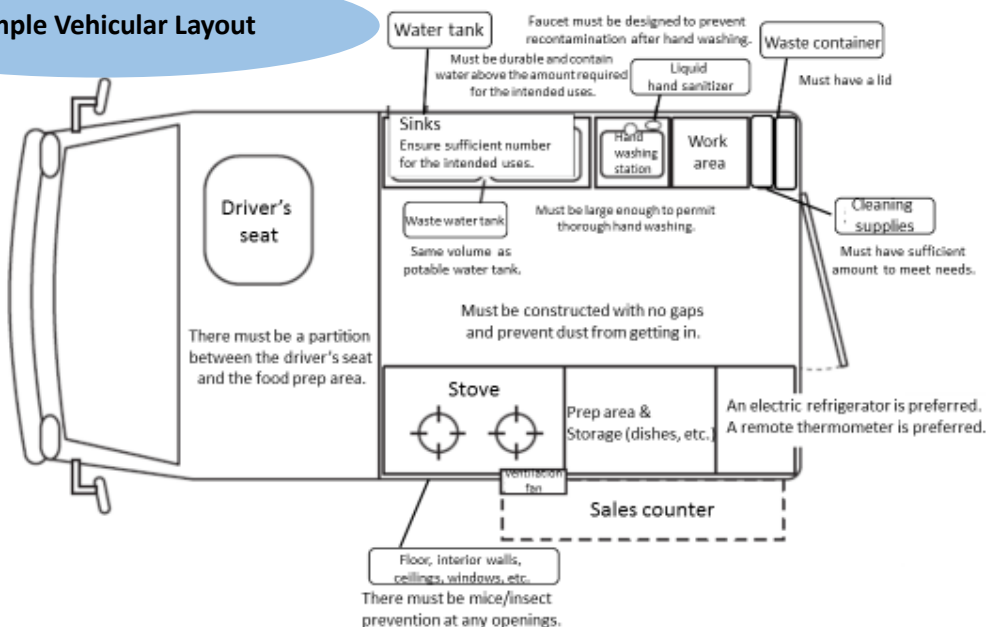 mple Vehicular Layout
Water tank
Must be durable and contain
water above the amount required
for the intended uses.
Faucet must be designed to prevent
recontamination after hand washing.
Liquid
hand sanitizer
Waste container
Must have a lid
Sinks
Ensure sufficient number
for the intended uses.
Hand
washing
station
Work
area
Driver's
seat
Waste water tank
Same volume as
potable water tank.
Must be large enough to permit
thorough hand washing.
Cleaning
supplies
Must have sufficient
amount to meet needs.
There must be a partition
between the driver's seat
and the food prep area.
Must be constructed with no gaps
and prevent dust from getting in.
Stove
Prep area &
Storage (dishes, etc.)
An electric refrigerator is preferred.
A remote thermometer is preferred.
Ventilation
fan
Sales counter
Floor, interior walls,
ceilings, windows, etc.
There must be mice/insect
prevention at any openings.